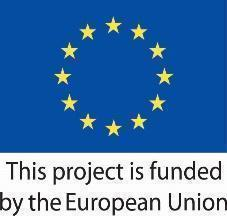 This project is funded
by the European Union